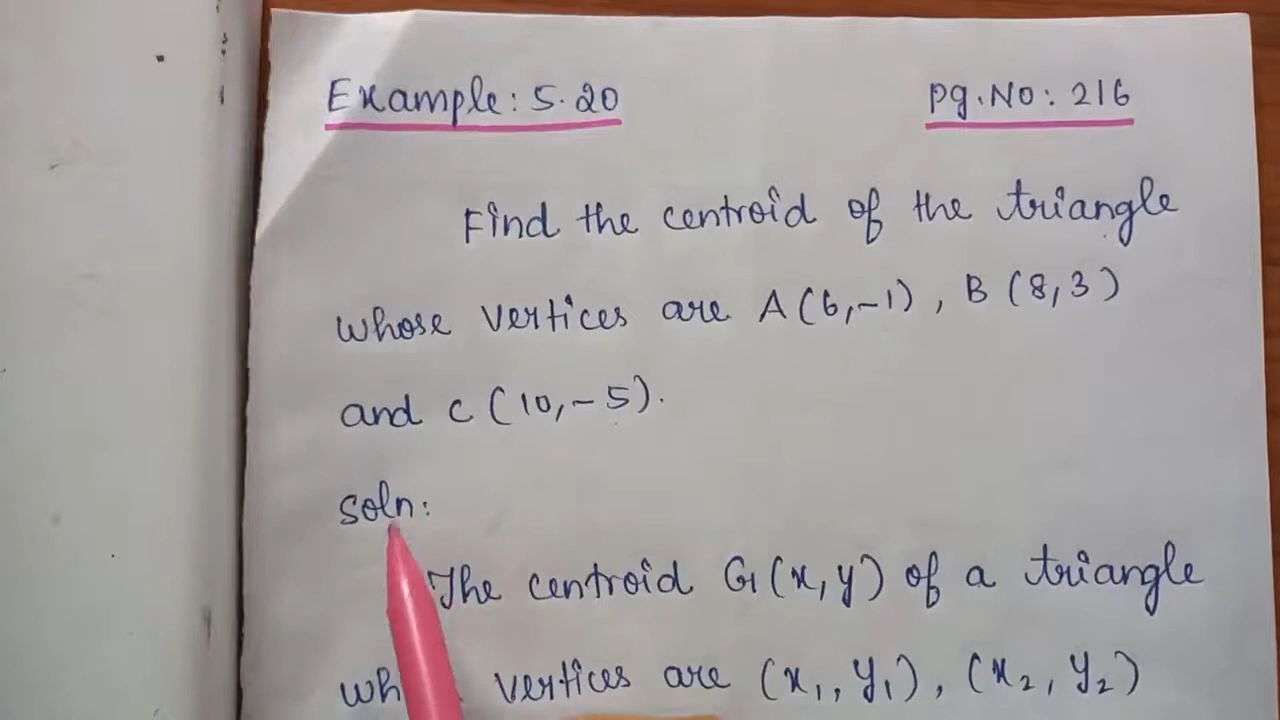 Example: 5.20
Pg.No: 216
Find the centroid of the triangle
whose vertices are A(6,-1), B(8,3)
and C(10,-5).
Soln:
The centroid G(x,y) of a triangle
vertices are (x₁, y₁), (x₂, y₂)